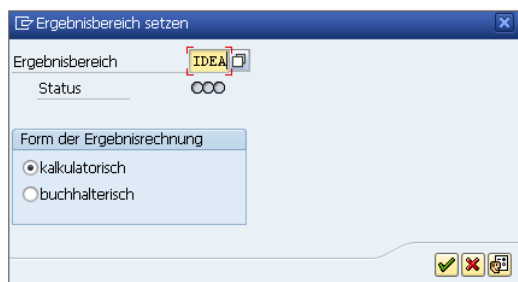 Ergebnisbereich setzen
Ergebnisbereich IDEA
Status
Form der Ergebnisrechnung
kalkulatorisch
buchhalterisch